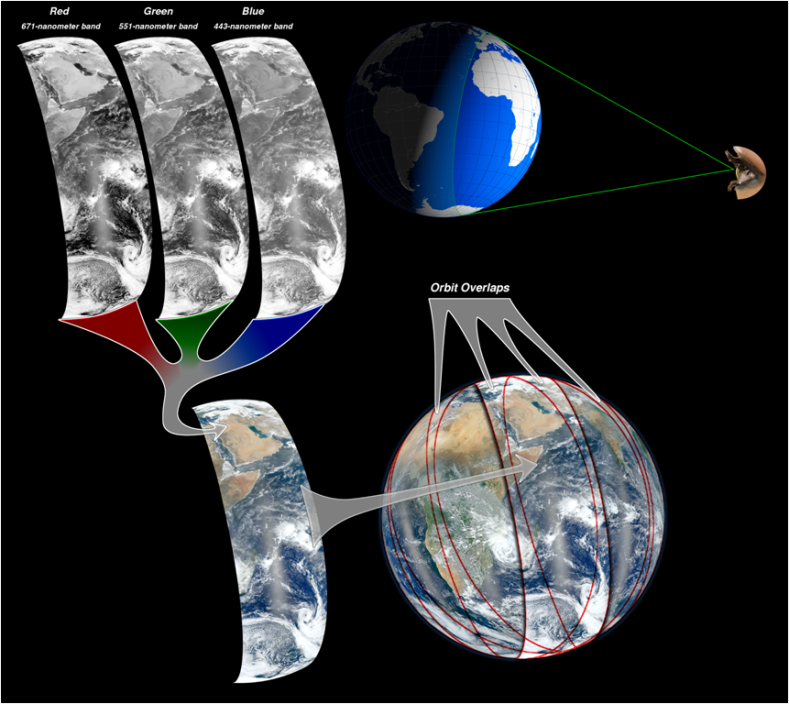 Red
671-nanometer band
Green
551-nanometer band
Blue
443-nanometer band
Orbit Overlaps